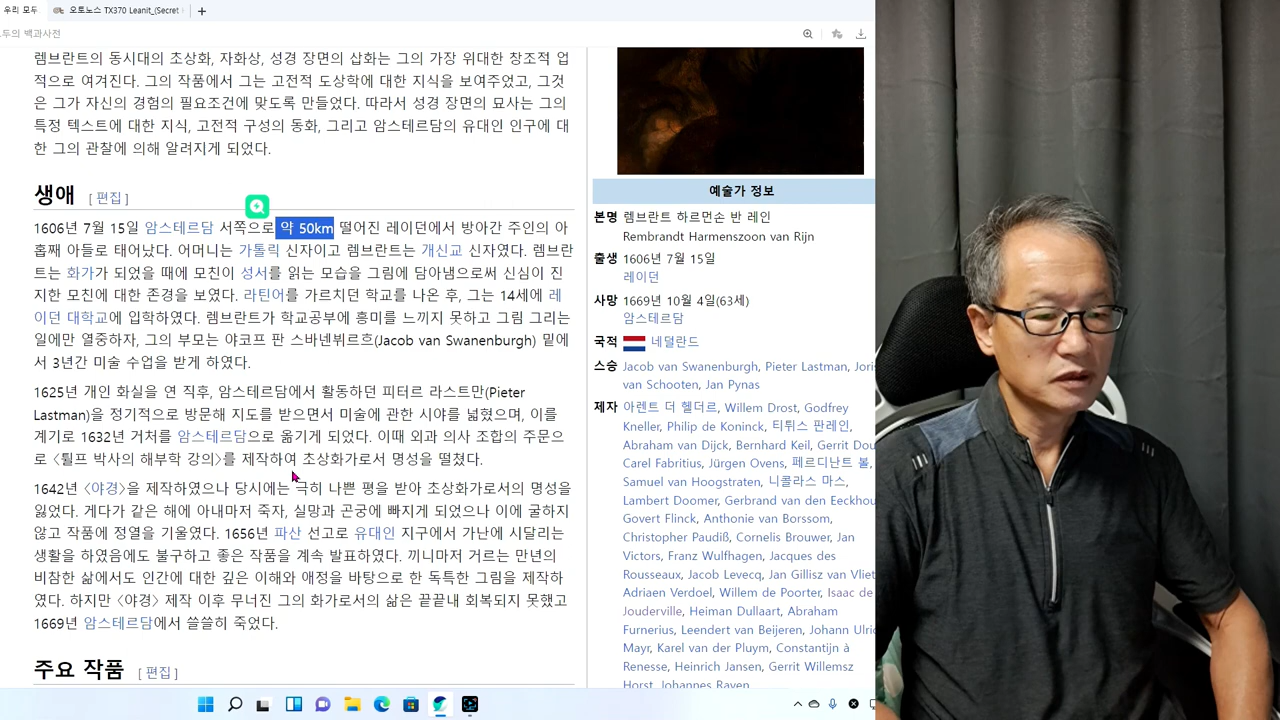 우리 모두
오토노스 TX370 Leanit_(Secret
모두의 백과사전
렘브란트의 동시대의 초상화, 자화상, 성경 장면의 삽화는 그의 가장 위대한 창조적 업
적으로 여겨진다. 그의 작품에서 그는 고전적 도상학에 대한 지식을 보여주었고, 그것
은 그가 자신의 경험의 필요조건에 맞도록 만들었다. 따라서 성경 장면의 묘사는 그의
특정 텍스트에 대한 지식, 고전적 구성의 동화, 그리고 암스테르담의 유대인 인구에 대
한 그의 관찰에 의해 알려지게 되었다.
생애 [ 편집 ]
1606년 7월 15일 암스테르담 서쪽으로 약 50km 떨어진 레이던에서 방아간 주인의 아
홉째 아들로 태어났다. 어머니는 가톨릭 신자이고 렘브란트는 개신교 신자였다. 렘브란
트는 화가가 되었을 때에 모친이 성서를 읽는 모습을 그림에 담아냄으로써 신심이 진
지한 모친에 대한 존경을 보였다. 라틴어를 가르치던 학교를 나온 후, 그는 14세에 레
이던 대학교에 입학하였다. 렘브란트가 학교공부에 흥미를 느끼지 못하고 그림 그리는
일에만 열중하자, 그의 부모는 야코프 판 스바넨뷔르흐(Jacob van Swanenburgh) 밑에
서 3년간 미술 수업을 받게 하였다.
1625년 개인 화실을 연 직후, 암스테르담에서 활동하던 피터르 라스트만(Pieter
Lastman)을 정기적으로 방문해 지도를 받으면서 미술에 관한 시야를 넓혔으며, 이를
계기로 1632년 거처를 암스테르담으로 옮기게 되었다. 이때 외과 의사 조합의 주문으
로 〈튈프 박사의 해부학 강의〉를 제작하여 초상화가로서 명성을 떨쳤다.
1642년 〈야경〉을 제작하였으나 당시에는 극히 나쁜 평을 받아 초상화가로서의 명성을
잃었다. 게다가 같은 해에 아내마저 죽자, 실망과 곤궁에 빠지게 되었으나 이에 굴하지
않고 작품에 정열을 기울였다. 1656년 파산 선고로 유대인 지구에서 가난에 시달리는
생활을 하였음에도 불구하고 좋은 작품을 계속 발표하였다. 끼니마저 거르는 만년의
비참한 삶에서도 인간에 대한 깊은 이해와 애정을 바탕으로 한 독특한 그림을 제작하
였다. 하지만 〈야경〉 제작 이후 무너진 그의 화가로서의 삶은 끝끝내 회복되지 못했고
1669년 암스테르담에서 쓸쓸히 죽었다.
주요 작품 [ 편집 ]
예술가 정보
본명 렘브란트 하르먼손 반 레인
Rembrandt Harmenszoon van Rijn
출생 1606년 7월 15일
레이던
사망 1669년 10월 4일(63세)
암스테르담
국적 네덜란드
스승 Jacob van Swanenburgh, Pieter Lastman, Joris
van Schooten, Jan Pynas
제자 아렌트 더 헬더르, Willem Drost, Godfrey
Kneller, Philip de Koninck, 티튀스 판레인,
Abraham van Dijck, Bernhard Keil, Gerrit Dou
Carel Fabritius, Jürgen Ovens, 페르디난트 볼,
Samuel van Hoogstraten, 니콜라스 마스,
Lambert Doomer, Gerbrand van den Eeckhou
Govert Flinck, Anthonie van Borssom,
Christopher Paudiß, Cornelis Brouwer, Jan
Victors, Franz Wulfhagen, Jacques des
Rousseaux, Jacob Levecq, Jan Gillisz van Vliet
Adriaen Verdoel, Willem de Poorter, Isaac de
Jouderville, Heiman Dullaart, Abraham
Furnerius, Leendert van Beijeren, Johann Ulri
Mayr, Karel van der Pluym, Constantijn à
Renesse, Heinrich Jansen, Gerrit Willemsz
Horst, Johannes Raven